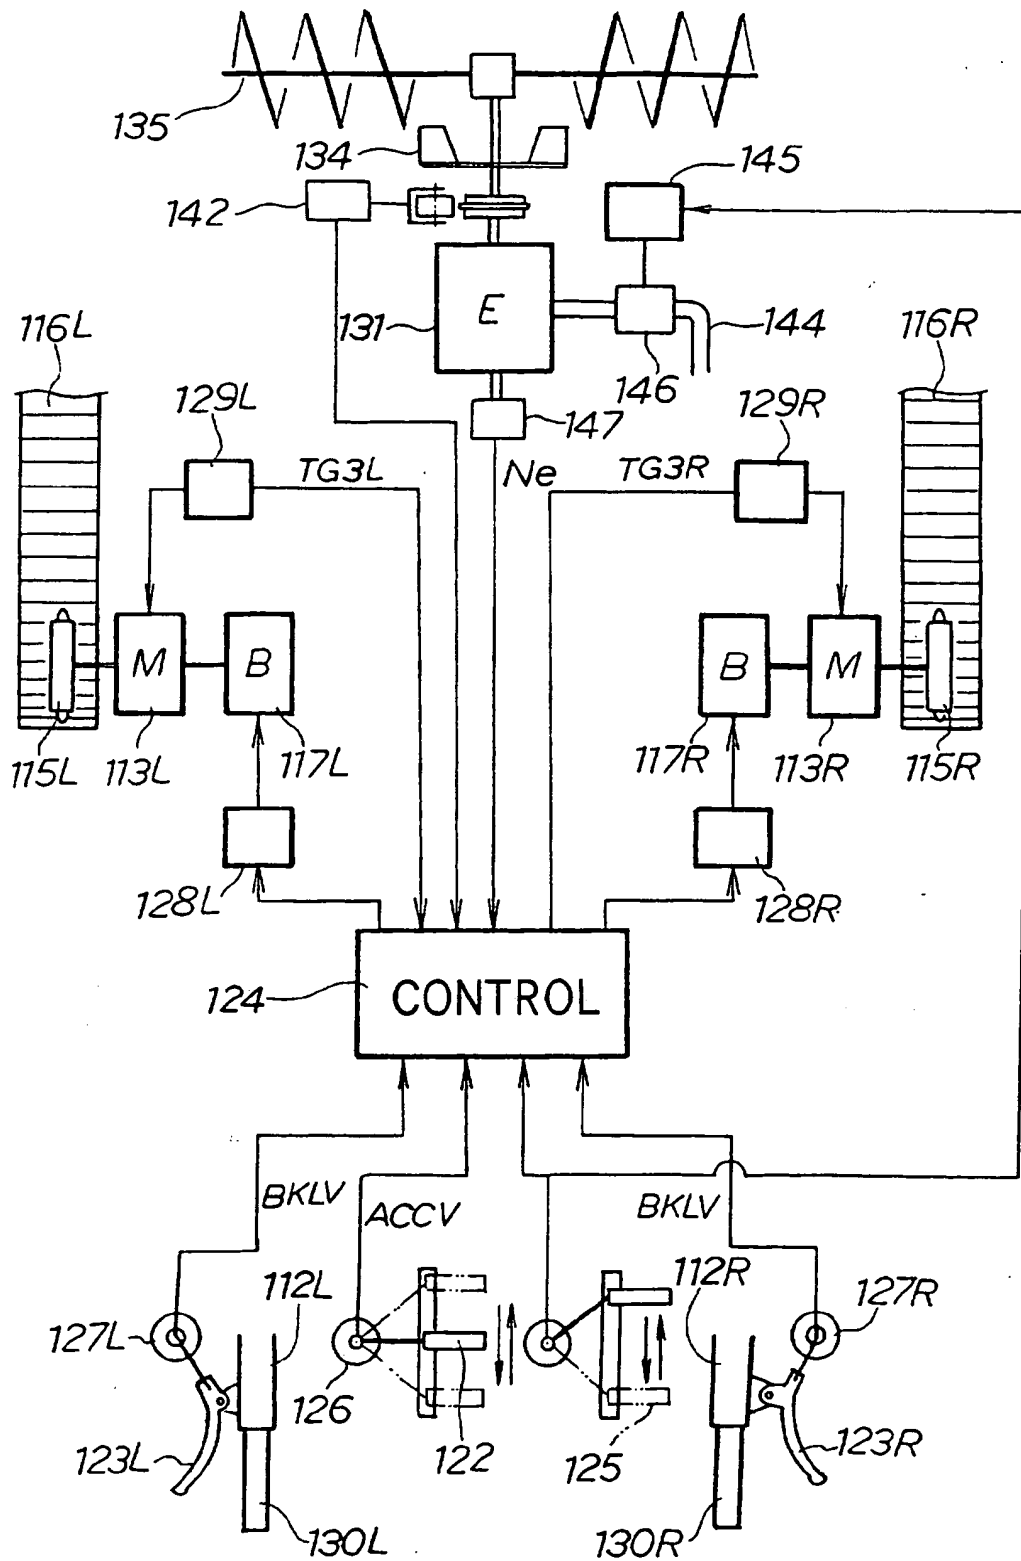 135
134
145
142
E
131
144
116L
116R
146
129L
147
129R
TG3L
Ne
TG3R
M
B
B
M
115L
113L
117L
117R
113R
115R
128L
128R
124
CONTROL
BKLV
ACCV
BKLV
112L
112R
127L
127R
126
123L
122
125
123R
130L
130R